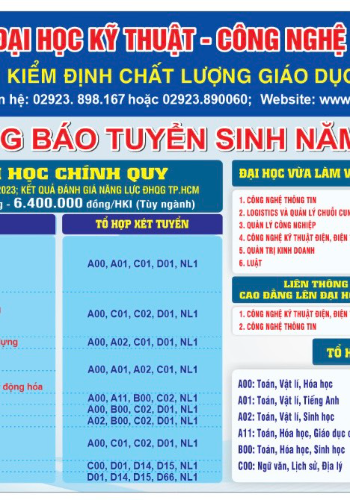 ĐẠI HỌC KỸ THUẬT - CÔNG NGHỆ
KIỂM ĐỊNH CHẤT LƯỢNG GIÁO DỤC
hệ: 02923. 898.167 hoặc 02923.890060; Website: www.
BÁO TUYỂN SINH NĂM
HỌC CHÍNH QUY
2023; KẾT QUẢ ĐÁNH GIÁ NĂNG LỰC ĐHQG TP.HCM
- 6.400.000 đồng/HKI (Tùy ngành)
TỔ HỢP XÉT TUYỂN
A00, A01, C01, D01, NL1
A00, C01, C02, D01, NL1
A00, A02, C01, D01, NL1
A00, A01, A02, C01, NL1
động hóa
A00, A11, B00, C02, NL1
A00, B00, C02, D01, NL1
A02, B00, C02, D01, NL1
A00, C01, C02, D01, NL1
C00, D01, D14, D15, NL1
D01, D14, D15, D66, NL1
ĐẠI HỌC VỪA LÀM V
1. CÔNG NGHỆ THÔNG TIN
2. LOGISTICS VÀ QUẢN LÝ CHUỖI CUN
3. QUẢN LÝ CÔNG NGHIỆP
4. CÔNG NGHỆ KỸ THUẬT ĐIỆN, ĐIỆN
5. QUẢN TRỊ KINH DOANH
6. LUẬT
LIÊN THÔNG
CAO ĐẲNG LÊN ĐẠI H
1. CÔNG NGHỆ KỸ THUẬT ĐIỆN, ĐIỆN
2. CÔNG NGHỆ THÔNG TIN
TỔ H
A00: Toán, Vật lí, Hóa học
A01: Toán, Vật lí, Tiếng Anh
A02: Toán, Vật lí, Sinh học
A11: Toán, Hóa học, Giáo dục c
B00: Toán, Hóa học, Sinh học
C00: Ngữ văn, Lịch sử, Địa lý